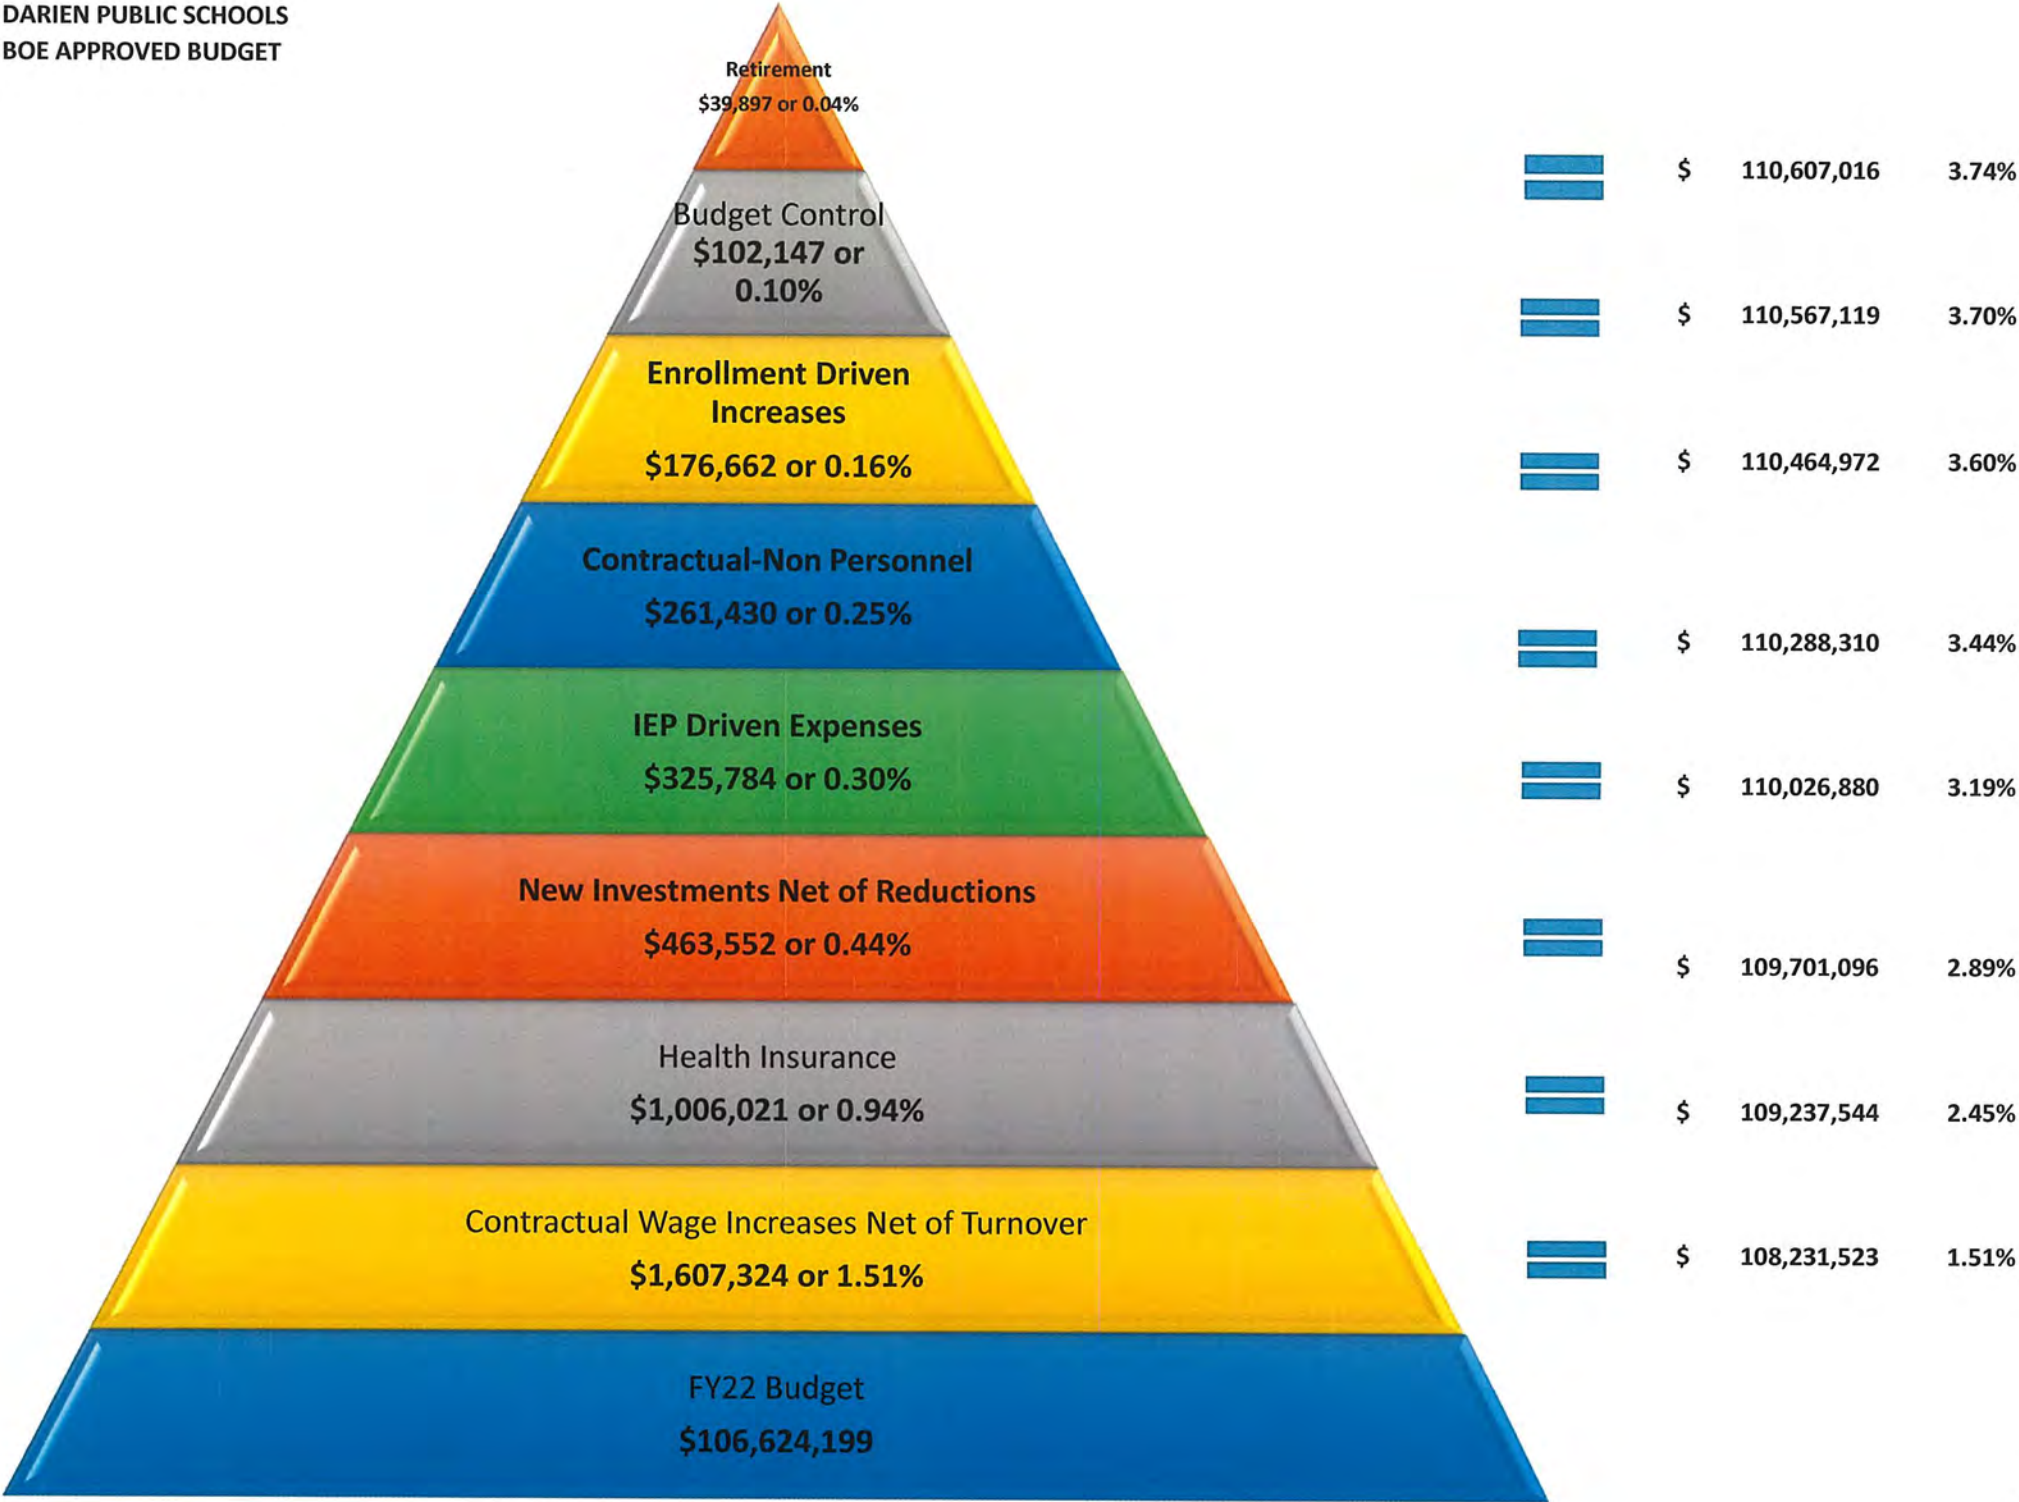 DARIEN PUBLIC SCHOOLS
BOE APPROVED BUDGET
Retirement
$39,897 or 0.04%
$ 110,607,016 3.74%
Budget Control
$102,147 or
0.10%
$ 110,567,119 3.70%
Enrollment Driven
Increases
$176,662 or 0.16%
$ 110,464,972 3.60%
Contractual-Non Personnel
$261,430 or 0.25%
$ 110,288,310 3.44%
IEP Driven Expenses
$325,784 or 0.30%
$ 110,026,880 3.19%
New Investments Net of Reductions
$463,552 or 0.44%
$ 109,701,096 2.89%
Health Insurance
$1,006,021 or 0.94%
$ 109,237,544 2.45%
Contractual Wage Increases Net of Turnover
$1,607,324 or 1.51%
$ 108,231,523 1.51%
FY22 Budget
$106,624,199